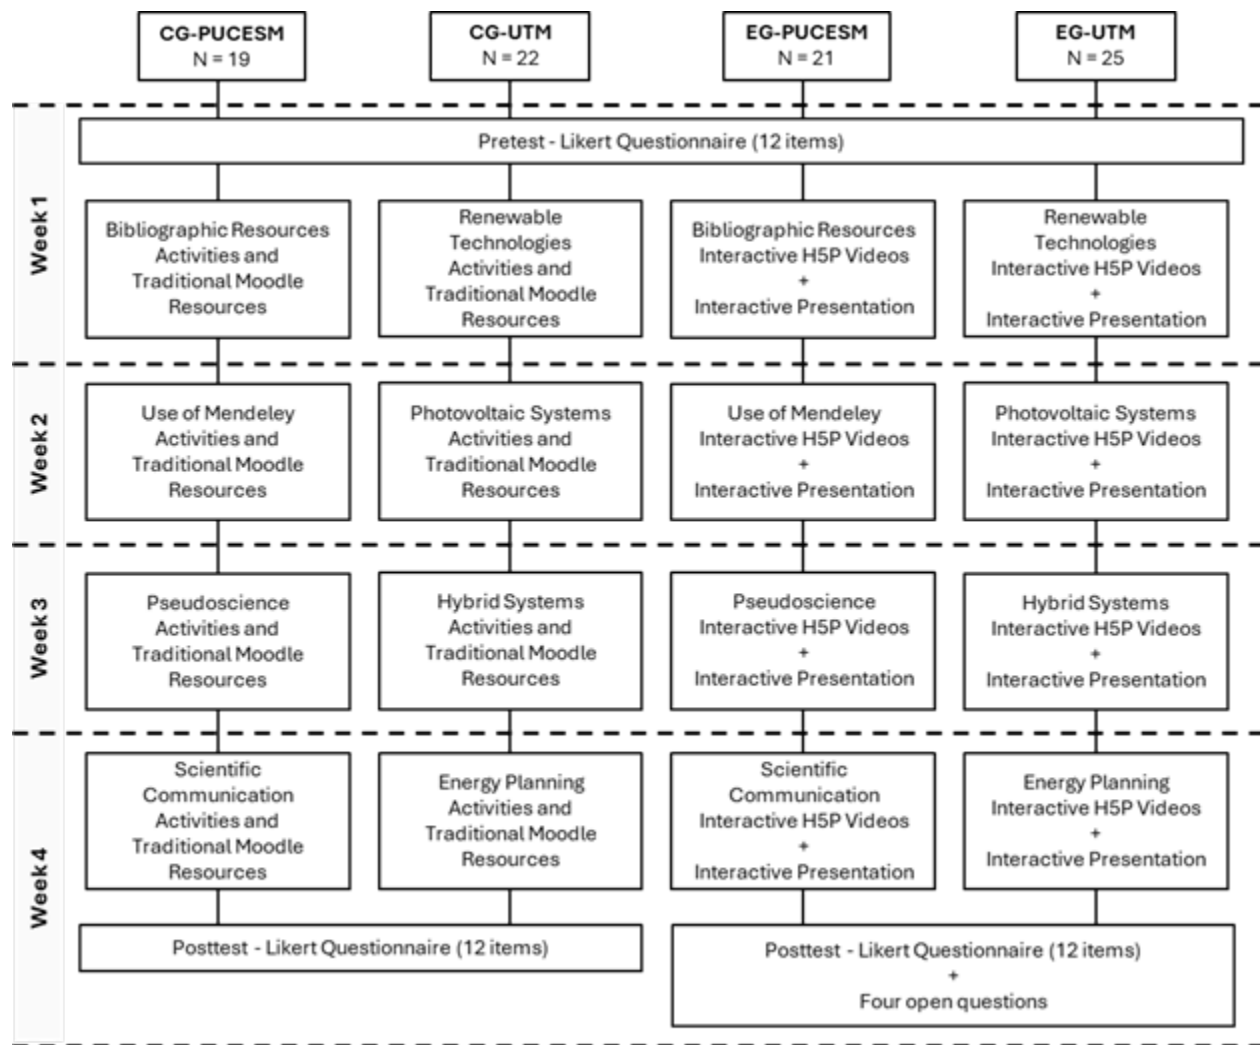 CG-PUCESM
N = 19
CG-UTM
N = 22
EG-PUCESM
N = 21
EG-UTM
N = 25
Week 1
Pretest - Likert Questionnaire (12 items)
Bibliographic Resources
Activities and
Traditional Moodle
Resources
Renewable
Technologies
Activities and
Traditional Moodle
Resources
Bibliographic Resources
Interactive H5P Videos
+
Interactive Presentation
Renewable
Technologies
Interactive H5P Videos
+
Interactive Presentation
Week 2
Use of Mendeley
Activities and
Traditional Moodle
Resources
Photovoltaic Systems
Activities and
Traditional Moodle
Resources
Use of Mendeley
Interactive H5P Videos
+
Interactive Presentation
Photovoltaic Systems
Interactive H5P Videos
+
Interactive Presentation
Week 3
Pseudoscience
Activities and
Traditional Moodle
Resources
Hybrid Systems
Activities and
Traditional Moodle
Resources
Pseudoscience
Interactive H5P Videos
+
Interactive Presentation
Hybrid Systems
Interactive H5P Videos
+
Interactive Presentation
Week 4
Scientific
Communication
Activities and
Traditional Moodle
Resources
Energy Planning
Activities and
Traditional Moodle
Resources
Scientific
Communication
Interactive H5P Videos
+
Interactive Presentation
Energy Planning
Interactive H5P Videos
+
Interactive Presentation
Posttest - Likert Questionnaire (12 items)
Posttest - Likert Questionnaire (12 items)
+
Four open questions